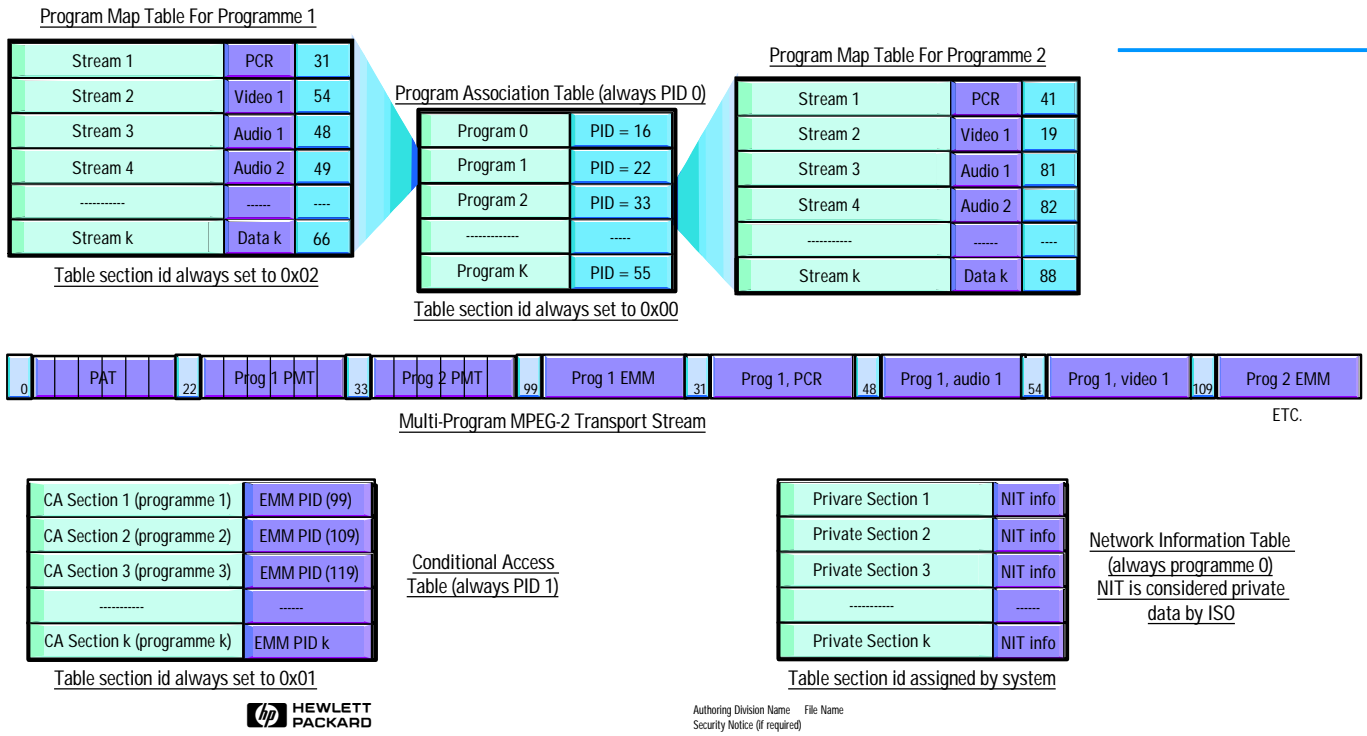 Program Map Table For Programme 1
Stream 1 PCR 31
Stream 2 Video 1 54
Stream 3 Audio 1 48
Stream 4 Audio 2 49
----------- ------ ----
Stream k Data k 66
Table section id always set to 0x02
Program Association Table (always PID 0)
Program 0 PID = 16
Program 1 PID = 22
Program 2 PID = 33
------------- -----
Program K PID = 55
Table section id always set to 0x00
Program Map Table For Programme 2
Stream 1 PCR 41
Stream 2 Video 1 19
Stream 3 Audio 1 81
Stream 4 Audio 2 82
----------- ------ ----
Stream k Data k 88
0 PAT 22 Prog 1 PMT 33 Prog 2 PMT 99 Prog 1 EMM 31 Prog 1, PCR 48 Prog 1, audio 1 54 Prog 1, video 1 109 Prog 2 EMM
Multi-Program MPEG-2 Transport Stream
ETC.
CA Section 1 (programme 1) EMM PID (99)
CA Section 2 (programme 2) EMM PID (109)
CA Section 3 (programme 3) EMM PID (119)
----------- ------
CA Section k (programme k) EMM PID k
Table section id always set to 0x01
Conditional Access
Table (always PID 1)
Privare Section 1 NIT info
Private Section 2 NIT info
Private Section 3 NIT info
----------- ------
Private Section k NIT info
Table section id assigned by system
Network Information Table
(always programme 0)
NIT is considered private
data by ISO
hp HEWLETT
PACKARD
Authoring Division Name File Name
Security Notice (if required)